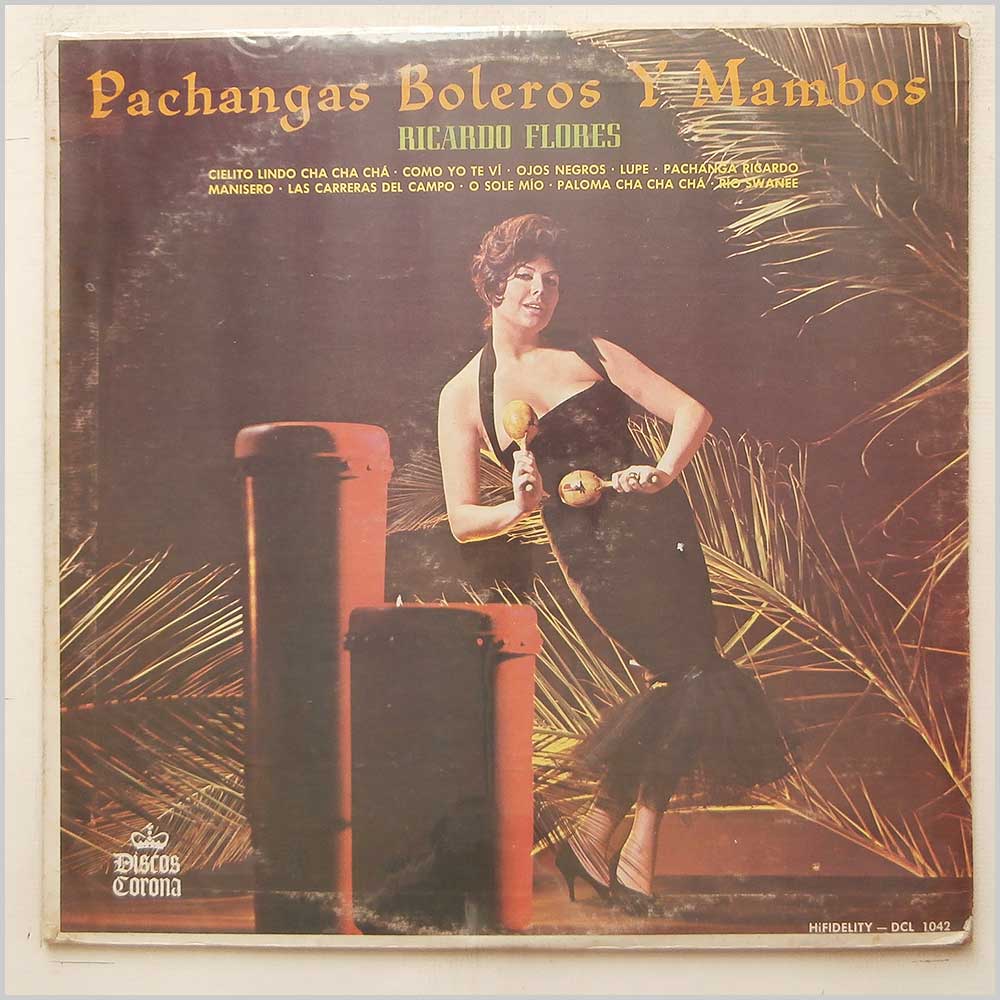 Pachangas Boleros Y Mambos
RICARDO FLORES
CIELITO LINDO CHA CHA CHÁ · COMO YO TE VÍ · OJOS NEGROS · LUPE · PACHANGA RICARDO
MANISERO · LAS CARRERAS DEL CAMPO · O SOLE MÍO · PALOMA CHA CHA CHÁ · RÍO SWANEE
Discos
Corona
HiFIDELITY — DCL 1042